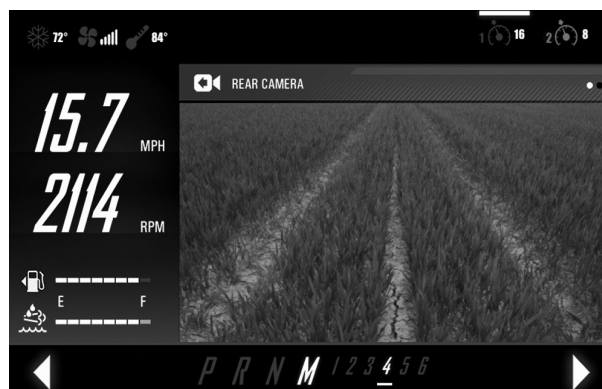 72° 84° 1 16 2 8
REAR CAMERA
15.7 MPH
2114 RPM
E F
P R N M 1 2 3 4 5 6